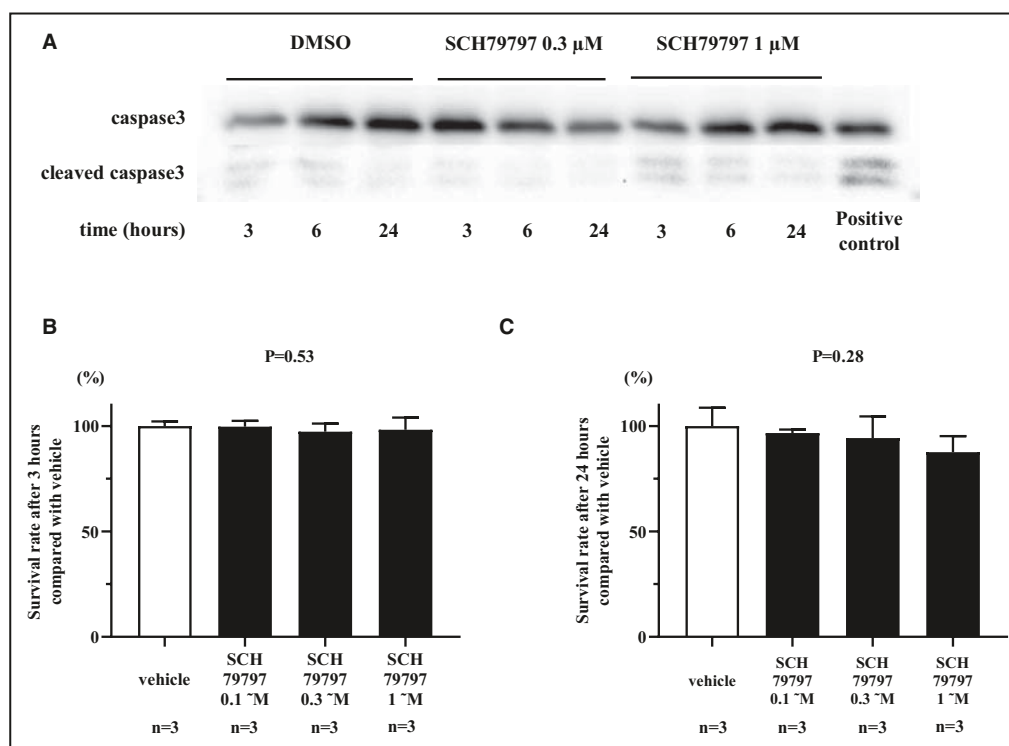 A
DMSO
SCH79797 0.3 µM
SCH79797 1 µM
caspase3
cleaved caspase3
time (hours)
3
6
24
3
6
24
3
6
24
Positive
control
B
P=0.53
(%)
100
50
0
Survival rate after 3 hours
compared with vehicle
vehicle
SCH
79797
0.1 ˜M
SCH
79797
0.3 ˜M
SCH
79797
1 ˜M
n=3
n=3
n=3
n=3
C
P=0.28
(%)
100
50
0
Survival rate after 24 hours
compared with vehicle
vehicle
SCH
79797
0.1 ˜M
SCH
79797
0.3 ˜M
SCH
79797
1 ˜M
n=3
n=3
n=3
n=3